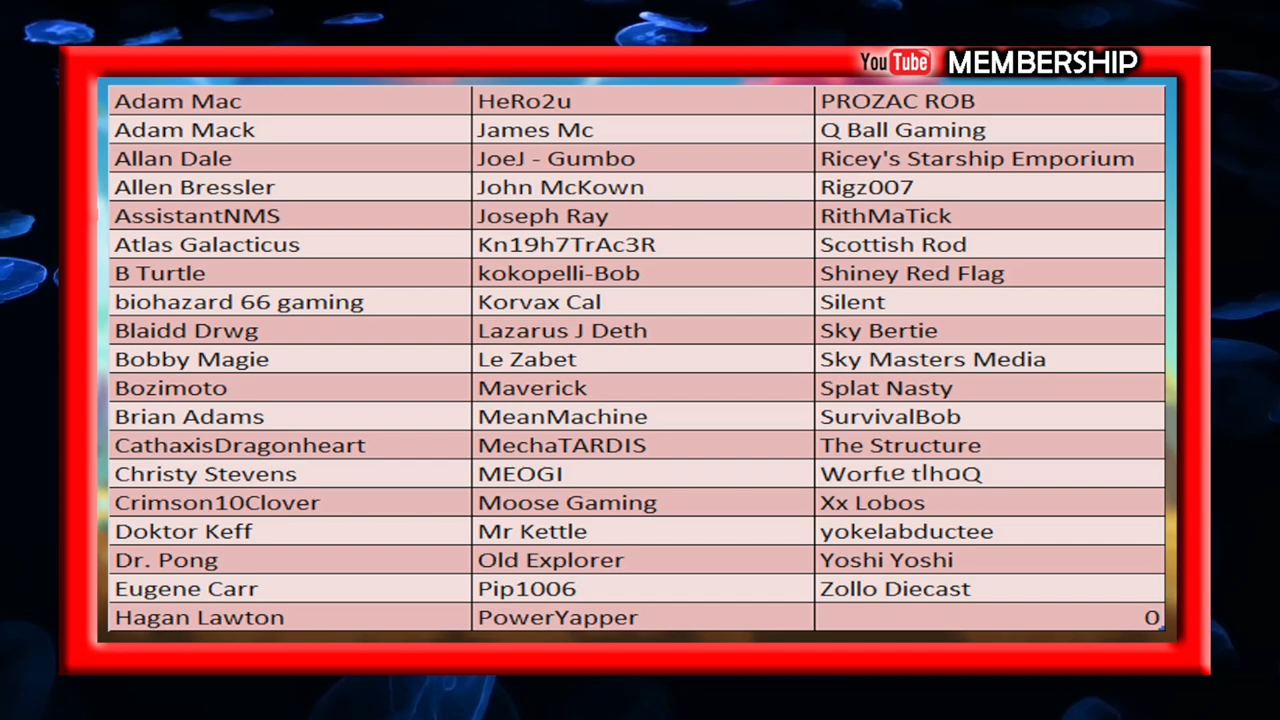 You Tube MEMBERSHIP
Adam Mac HeRo2u PROZAC ROB
Adam Mack James Mc Q Ball Gaming
Allan Dale JoeJ - Gumbo Ricey's Starship Emporium
Allen Bressler John McKown Rigz007
AssistantNMS Joseph Ray RithMaTick
Atlas Galacticus Kn19h7TrAc3R Scottish Rod
B Turtle kokopelli-Bob Shiney Red Flag
biohazard 66 gaming Korvax Cal Silent
Blaidd Drwg Lazarus J Deth Sky Bertie
Bobby Magie Le Zabet Sky Masters Media
Bozimoto Maverick Splat Nasty
Brian Adams MeanMachine SurvivalBob
CathaxisDragonheart MechaTARDIS The Structure
Christy Stevens MEOGI Worfιɐ tlhɑQ
Crimson10Clover Moose Gaming Xx Lobos
Doktor Keff Mr Kettle yokelabductee
Dr. Pong Old Explorer Yoshi Yoshi
Eugene Carr Pip1006 Zollo Diecast
Hagan Lawton PowerYapper 0